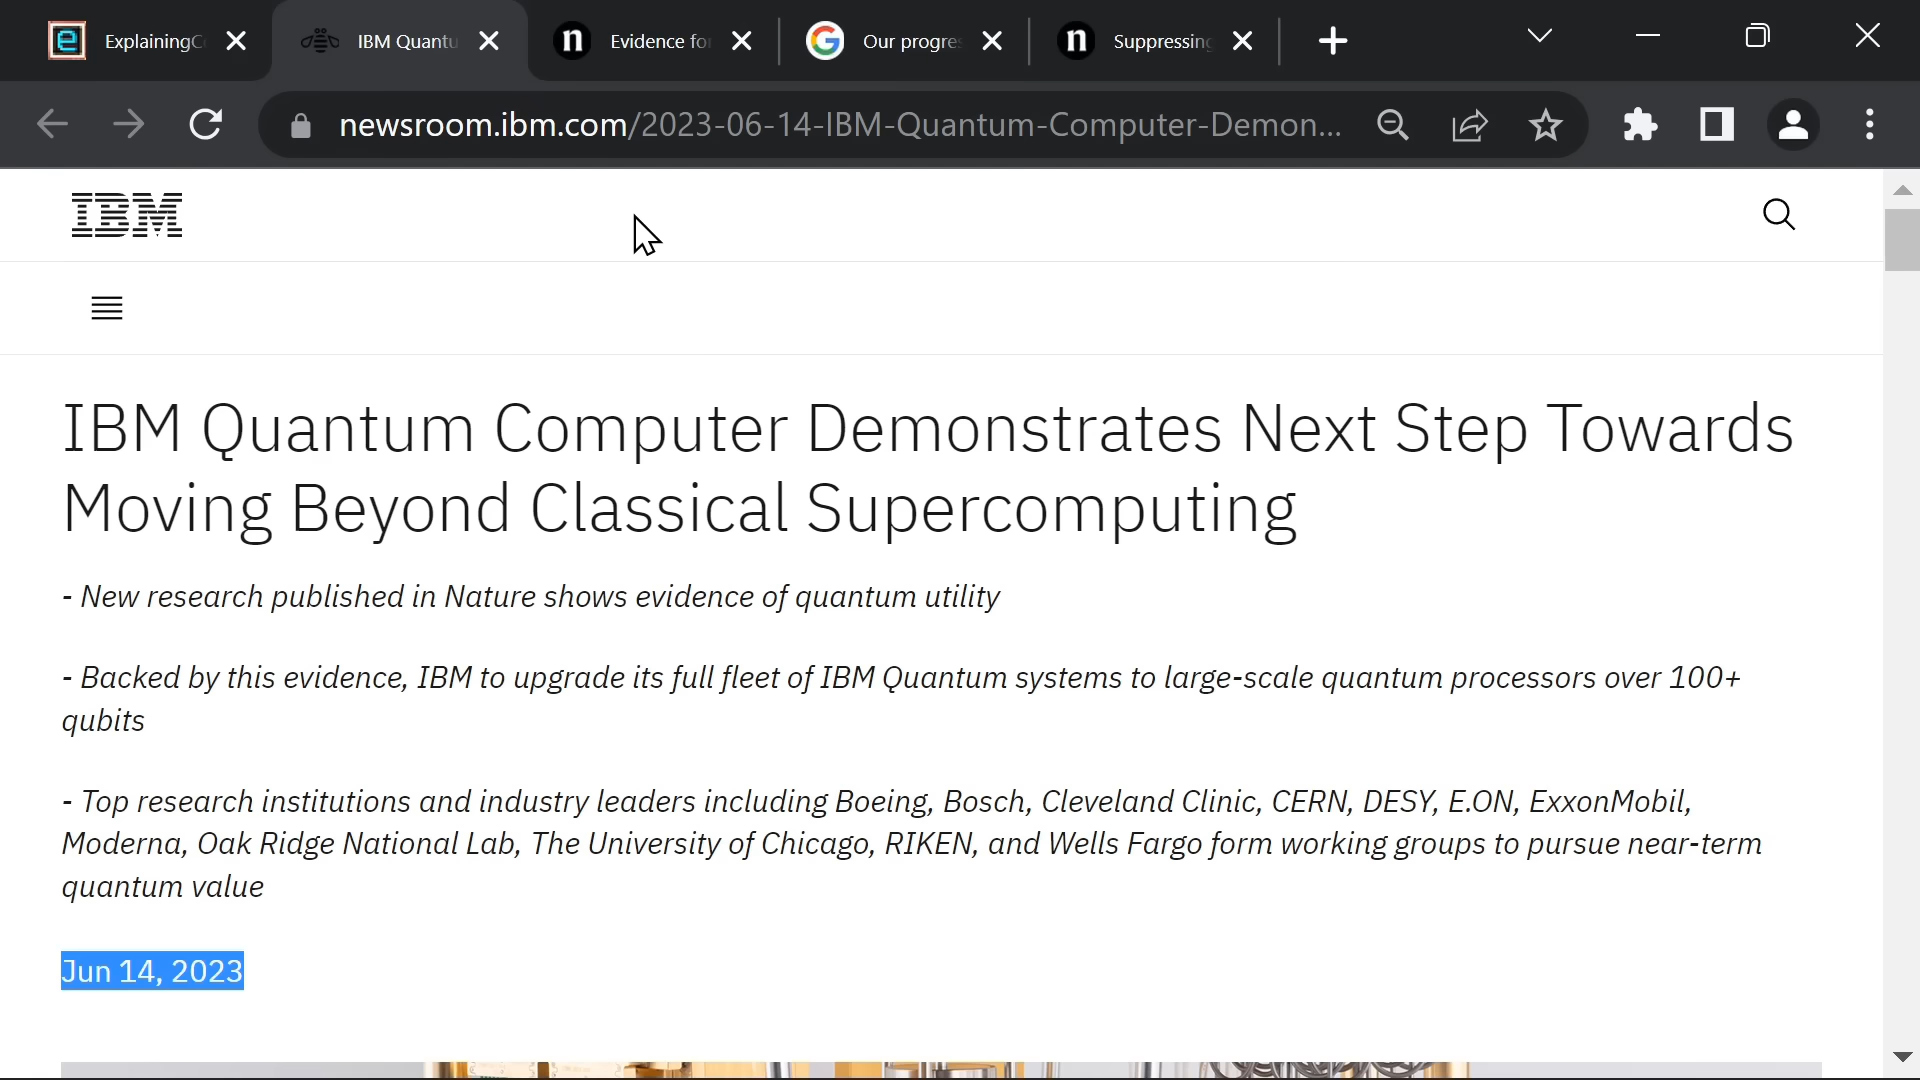 ExplainingC
IBM Quantu
Evidence fo
Our progre
Suppressing
newsroom.ibm.com/2023-06-14-IBM-Quantum-Computer-Demon...
IBM
IBM Quantum Computer Demonstrates Next Step Towards
Moving Beyond Classical Supercomputing
- New research published in Nature shows evidence of quantum utility
- Backed by this evidence, IBM to upgrade its full fleet of IBM Quantum systems to large-scale quantum processors over 100+
qubits
- Top research institutions and industry leaders including Boeing, Bosch, Cleveland Clinic, CERN, DESY, E.ON, ExxonMobil,
Moderna, Oak Ridge National Lab, The University of Chicago, RIKEN, and Wells Fargo form working groups to pursue near-term
quantum value
Jun 14, 2023